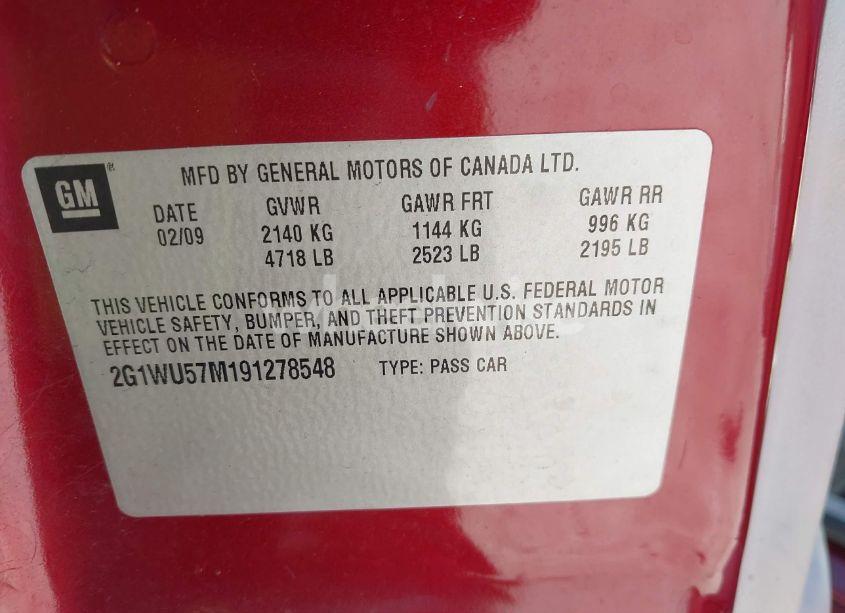 GM
MFD BY GENERAL MOTORS OF CANADA LTD.
DATE GVWR GAWR FRT GAWR RR
02/09 2140 KG 1144 KG 996 KG
4718 LB 2523 LB 2195 LB
THIS VEHICLE CONFORMS TO ALL APPLICABLE U.S. FEDERAL MOTOR
VEHICLE SAFETY, BUMPER, AND THEFT PREVENTION STANDARDS IN
EFFECT ON THE DATE OF MANUFACTURE SHOWN ABOVE.
2G1WU57M191278548 TYPE: PASS CAR